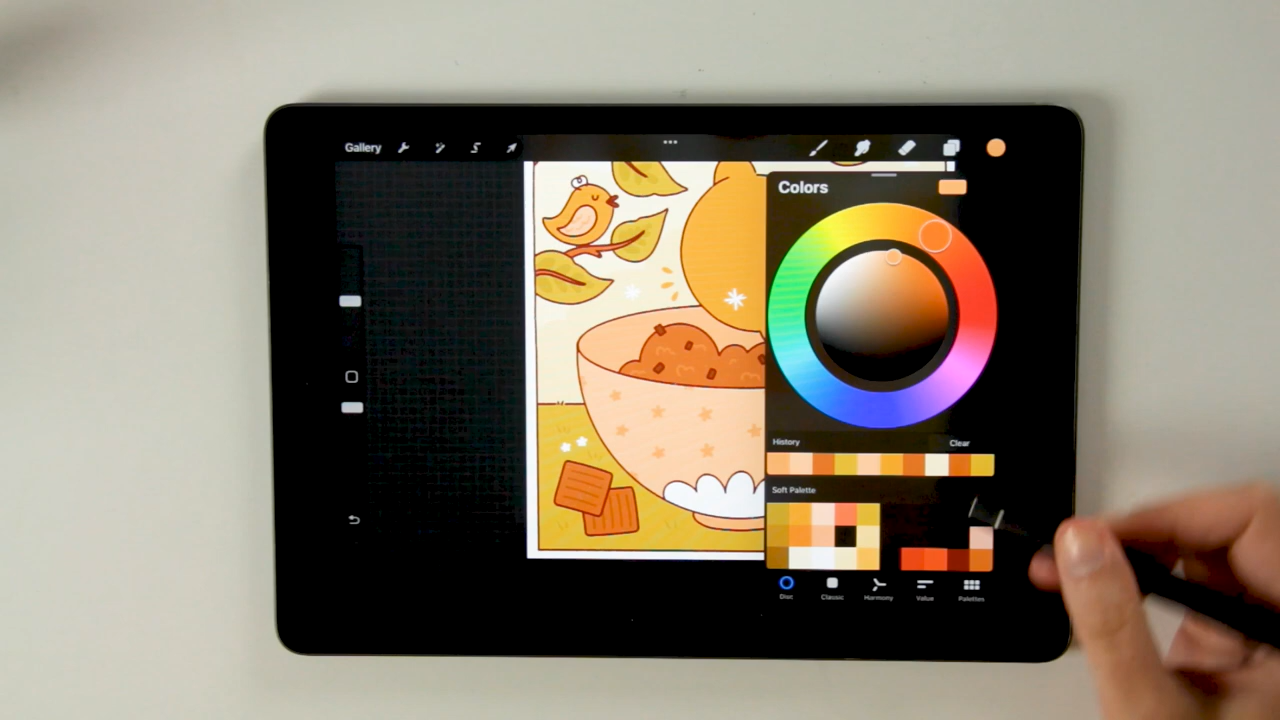 Gallery
Colors
History
Clear
Soft Palette
Disc
Classic
Harmony
Value
Palettes